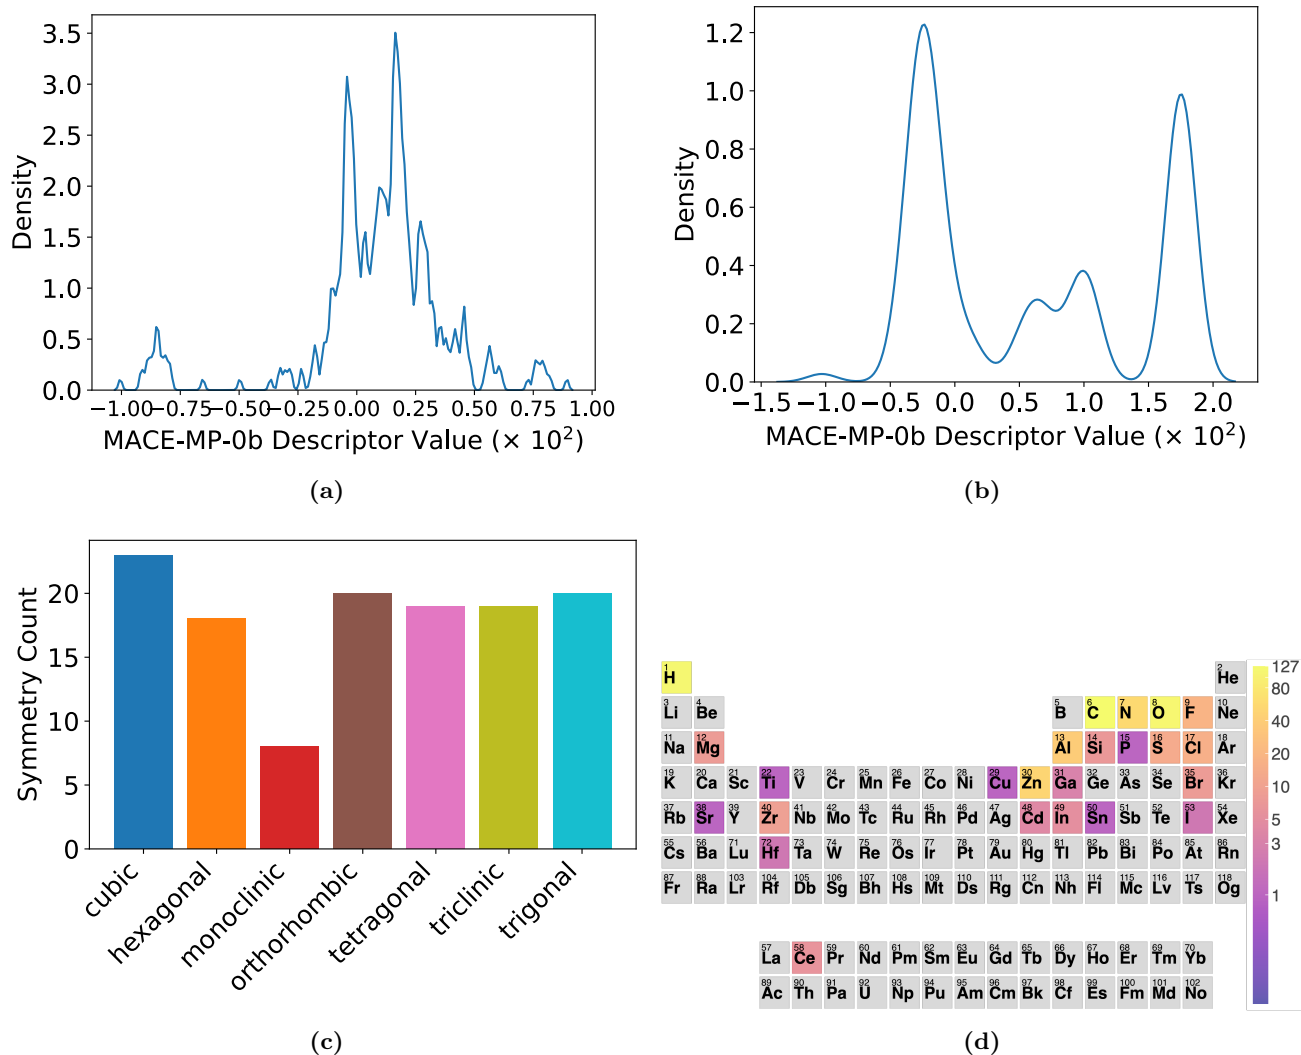 3.5
3.0
2.5
2.0
1.5
1.0
0.5
0.0
Density
−1.00 −0.75 −0.50 −0.25 0.00 0.25 0.50 0.75 1.00
MACE-MP-0b Descriptor Value (× 10²)
(a)
1.2
1.0
0.8
0.6
0.4
0.2
0.0
Density
−1.5 −1.0 −0.5 0.0 0.5 1.0 1.5 2.0
MACE-MP-0b Descriptor Value (× 10²)
(b)
20
15
10
5
0
Symmetry Count
cubic
hexagonal
monoclinic
orthorhombic
tetragonal
triclinic
trigonal
(c)
1 2
H He
3 4 5 6 7 8 9 10
Li Be B C N O F Ne
11 12 13 14 15 16 17 18
Na Mg Al Si P S Cl Ar
19 20 21 22 23 24 25 26 27 28 29 30 31 32 33 34 35 36
K Ca Sc Ti V Cr Mn Fe Co Ni Cu Zn Ga Ge As Se Br Kr
37 38 39 40 41 42 43 44 45 46 47 48 49 50 51 52 53 54
Rb Sr Y Zr Nb Mo Tc Ru Rh Pd Ag Cd In Sn Sb Te I Xe
55 56 71 72 73 74 75 76 77 78 79 80 81 82 83 84 85 86
Cs Ba Lu Hf Ta W Re Os Ir Pt Au Hg Tl Pb Bi Po At Rn
87 88 103 104 105 106 107 108 109 110 111 112 113 114 115 116 117 118
Fr Ra Lr Rf Db Sg Bh Hs Mt Ds Rg Cn Nh Fl Mc Lv Ts Og
57 58 59 60 61 62 63 64 65 66 67 68 69 70
La Ce Pr Nd Pm Sm Eu Gd Tb Dy Ho Er Tm Yb
89 90 91 92 93 94 95 96 97 98 99 100 101 102
Ac Th Pa U Np Pu Am Cm Bk Cf Es Fm Md No
127
80
40
20
10
5
3
1
(d)